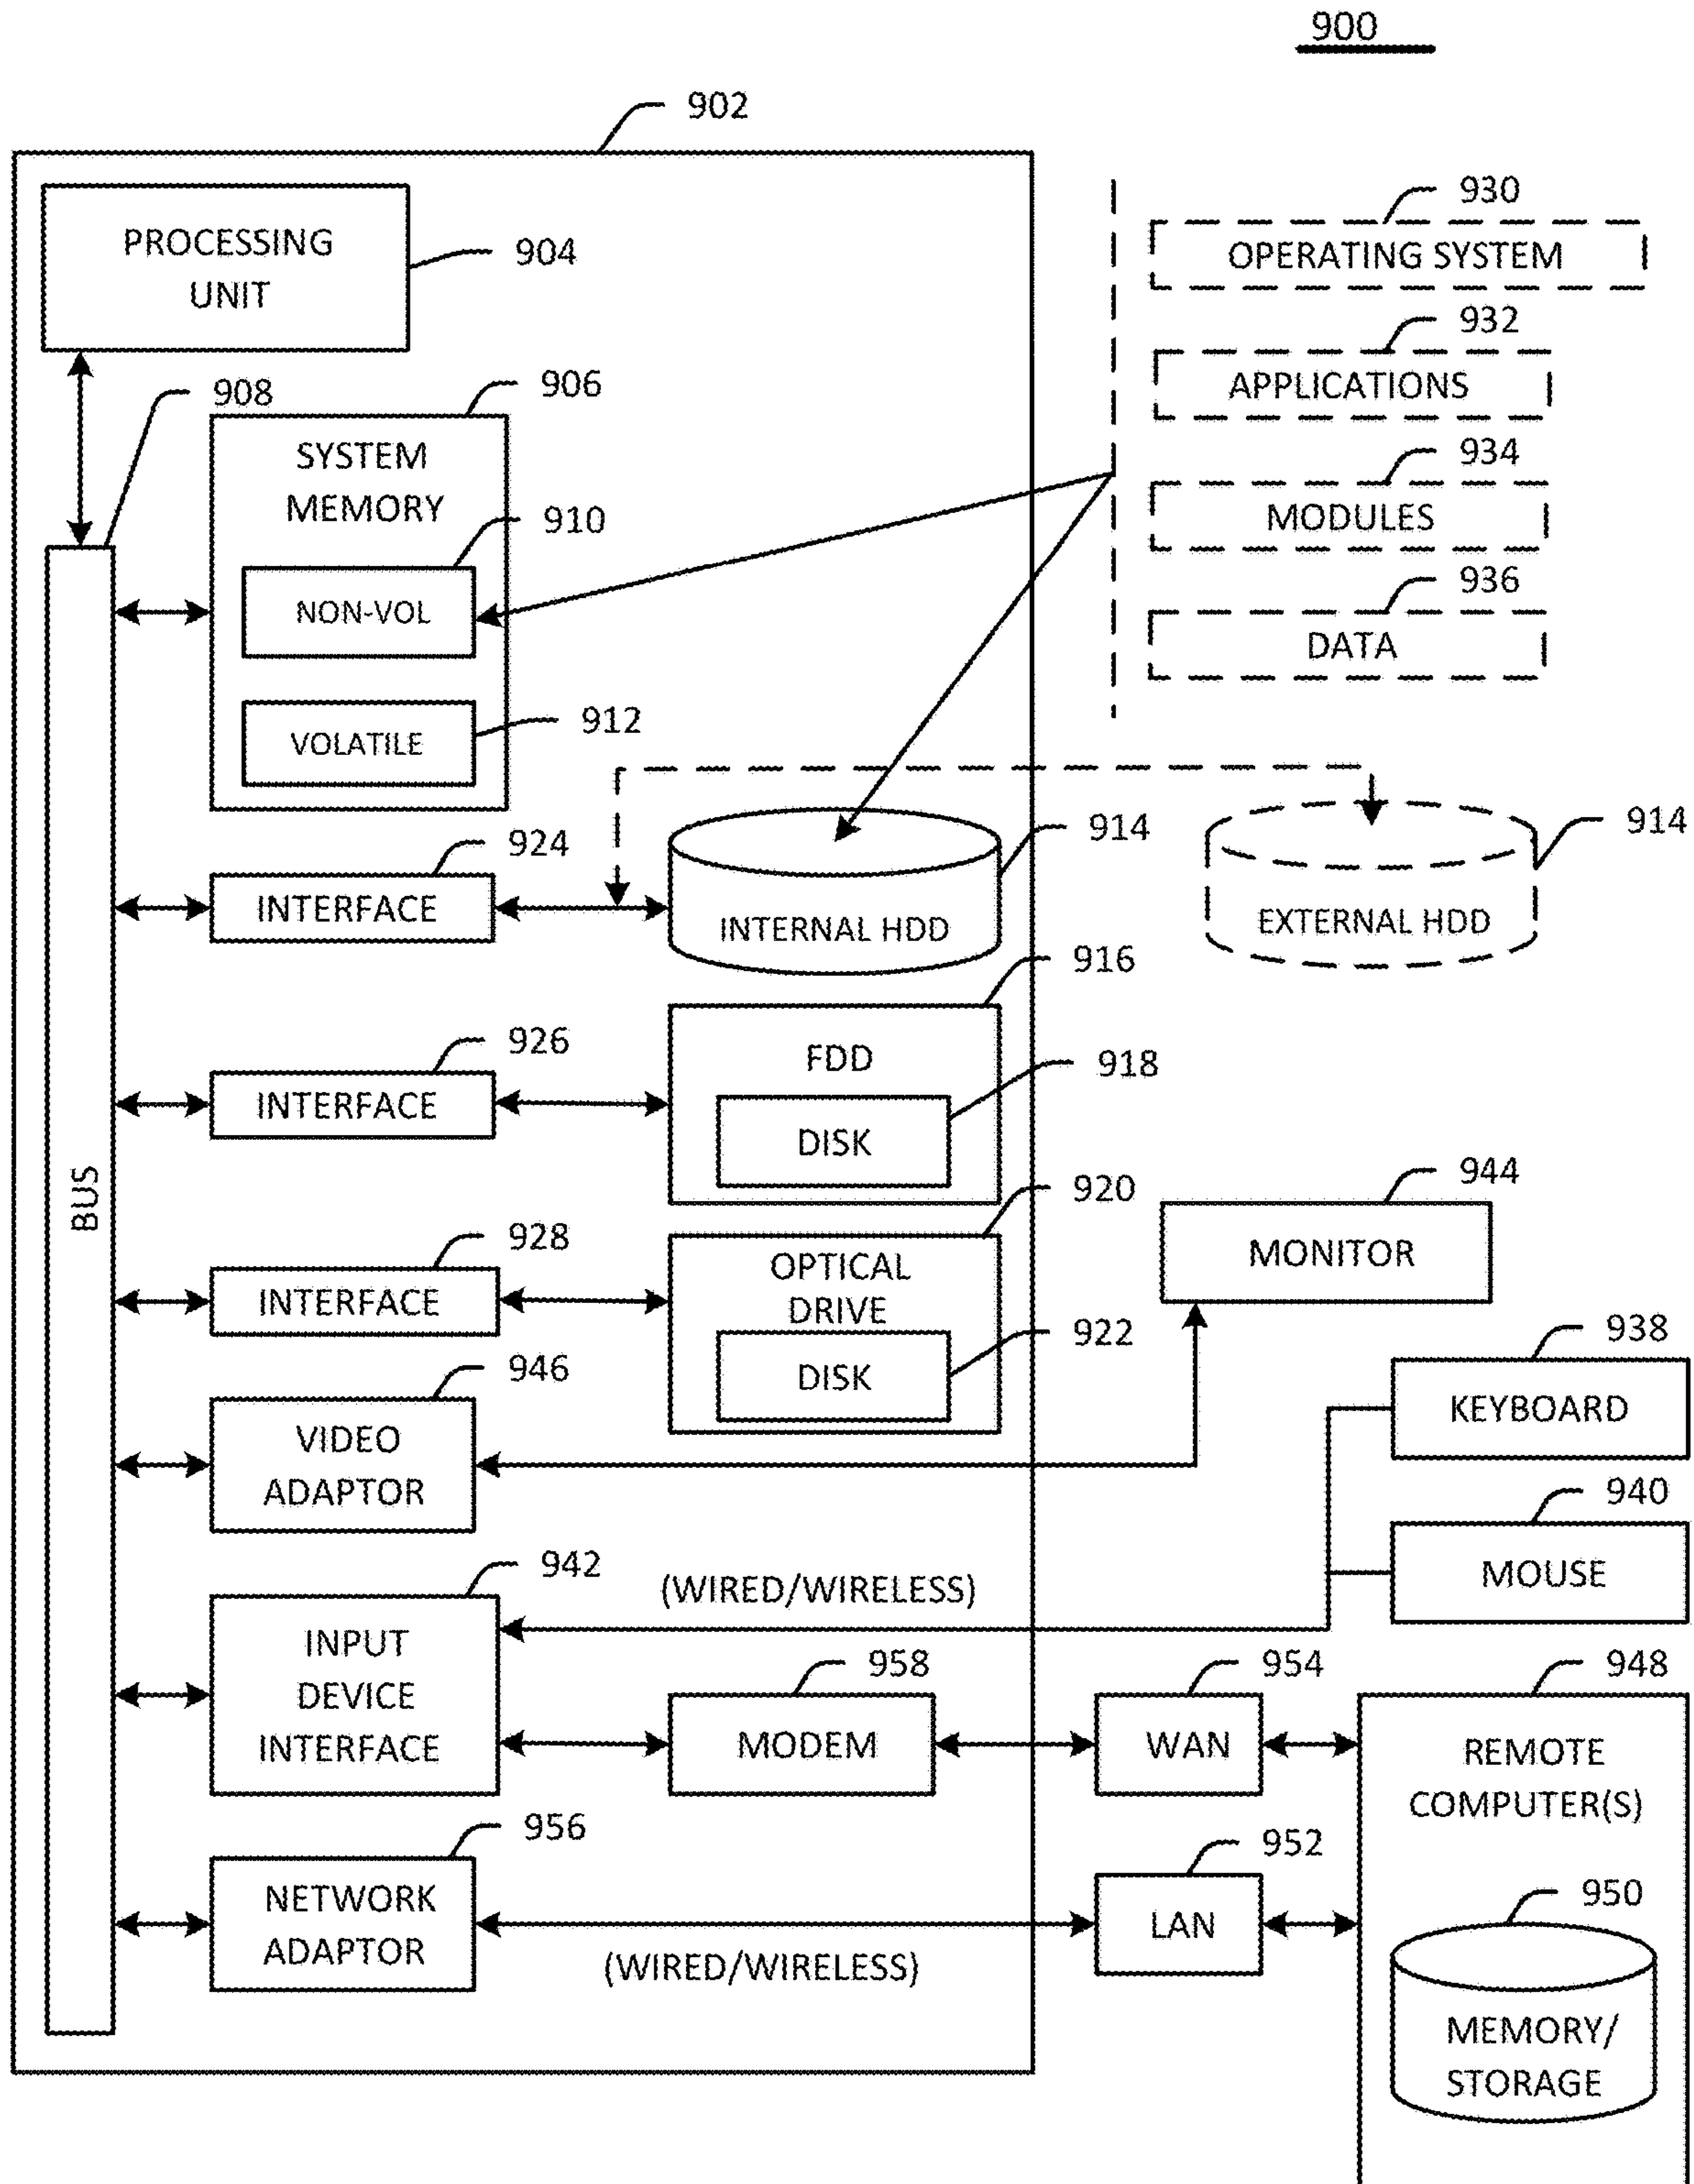 900
902
PROCESSING
UNIT
904
908
906
SYSTEM
MEMORY
910
NON-VOL
912
VOLATILE
930
OPERATING SYSTEM
932
APPLICATIONS
934
MODULES
936
DATA
924
INTERFACE
914
INTERNAL HDD
914
EXTERNAL HDD
926
INTERFACE
916
FDD
918
DISK
BUS
928
INTERFACE
920
OPTICAL
DRIVE
922
DISK
944
MONITOR
946
VIDEO
ADAPTOR
938
KEYBOARD
940
MOUSE
942
INPUT
DEVICE
INTERFACE
(WIRED/WIRELESS)
958
MODEM
954
WAN
948
REMOTE
COMPUTER(S)
956
NETWORK
ADAPTOR
(WIRED/WIRELESS)
952
LAN
950
MEMORY/
STORAGE